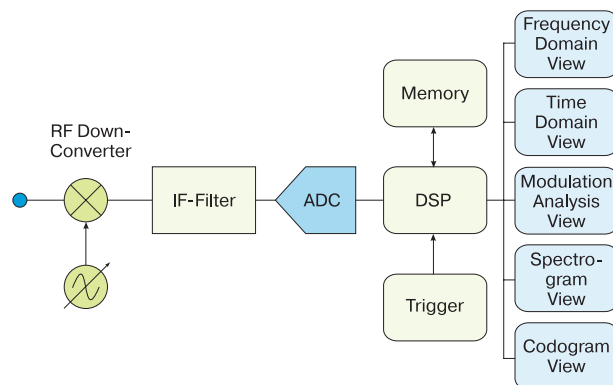 Frequency
Domain
View
Memory
Time
Domain
View
RF Down-
Converter
IF-Filter
ADC
DSP
Modulation
Analysis
View
Trigger
Spectro-
gram
View
Codogram
View